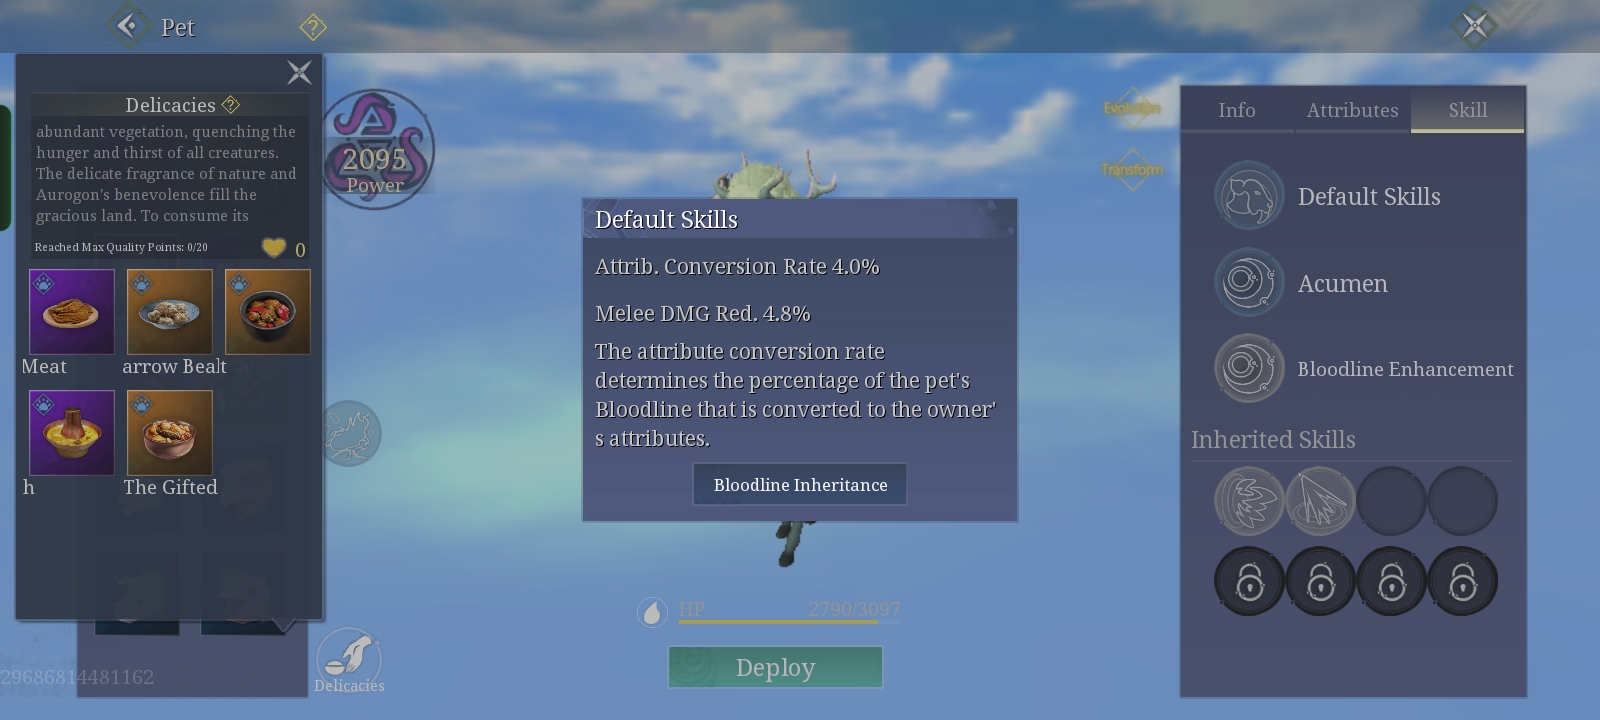 Pet
Delicacies
abundant vegetation, quenching the
hunger and thirst of all creatures.
The delicate fragrance of nature and
Aurogon's benevolence fill the
gracious land. To consume its
Reached Max Quality Points: 0/20
0
Meat
arrow Bealt
h
The Gifted
29686814481162
2095
Power
Delicacies
Default Skills
Attrib. Conversion Rate 4.0%
Melee DMG Red. 4.8%
The attribute conversion rate
determines the percentage of the pet's
Bloodline that is converted to the owner'
s attributes.
Bloodline Inheritance
HP 2790/3097
Deploy
Evolution
Transform
Info Attributes Skill
Default Skills
Acumen
Bloodline Enhancement
Inherited Skills